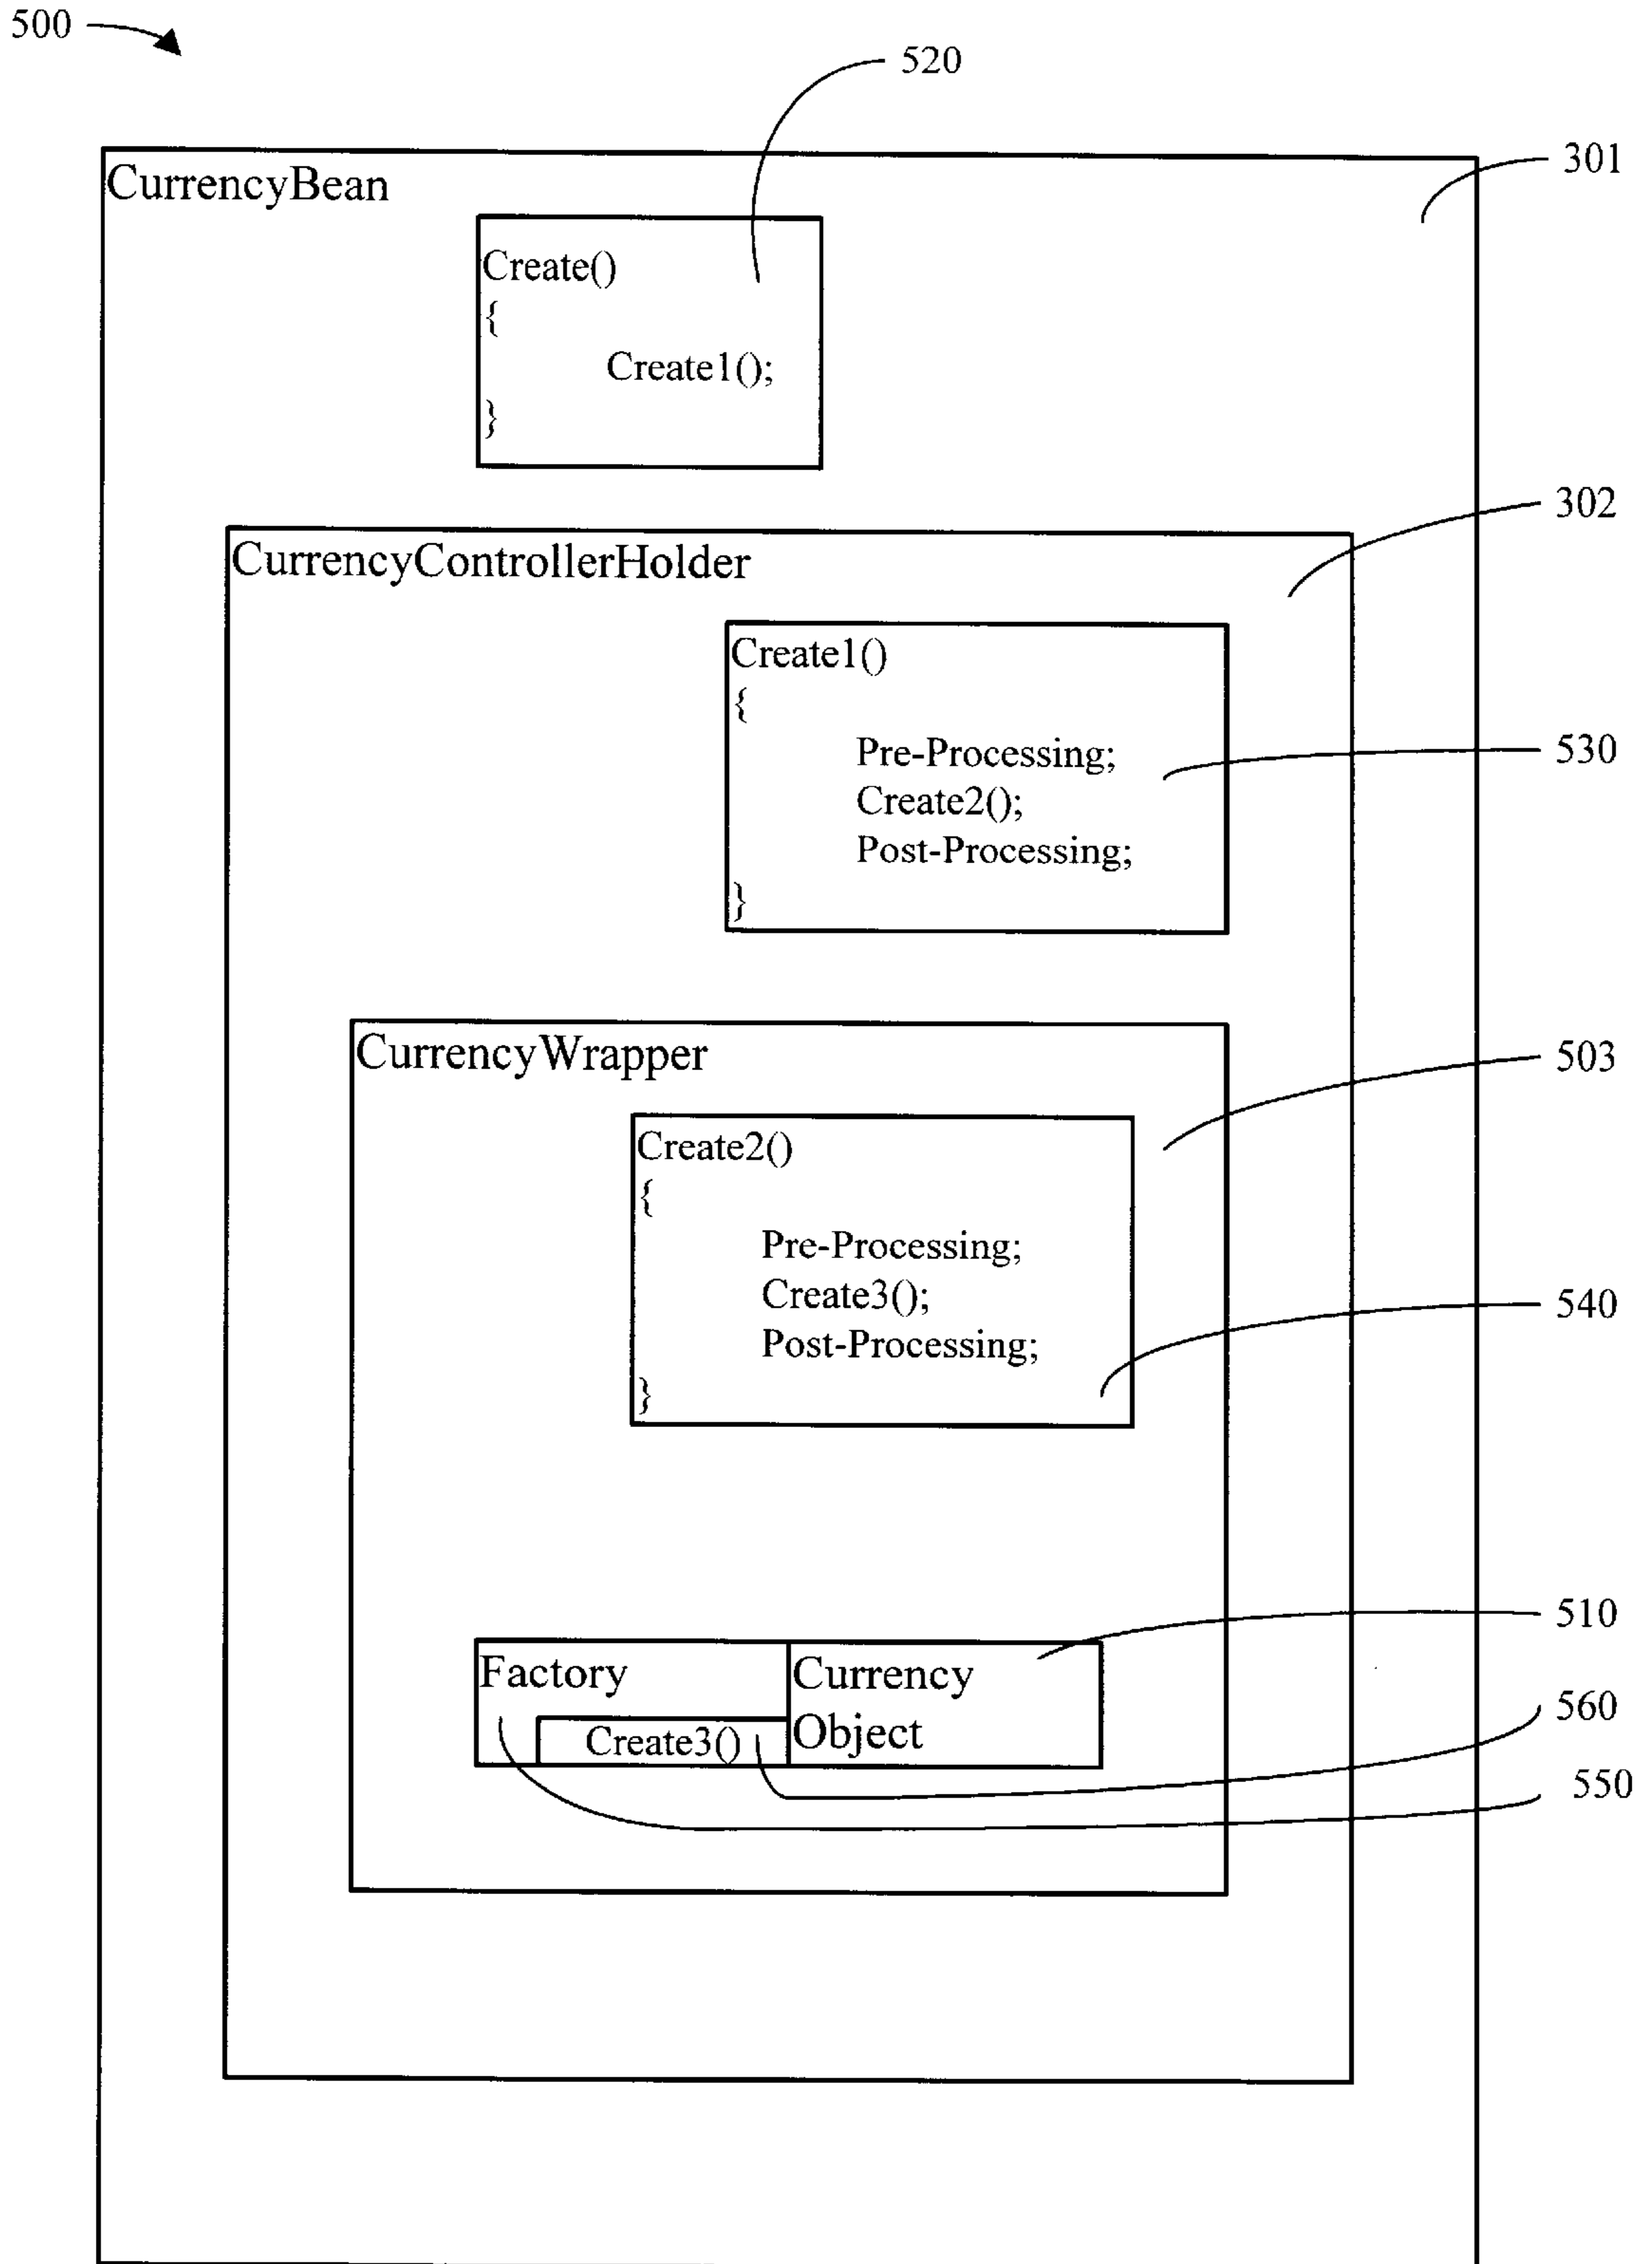 500
520
301
CurrencyBean
Create()
{
Create1();
}
302
CurrencyControllerHolder
Create1()
{
Pre-Processing;
530
Create2();
Post-Processing;
}
CurrencyWrapper
503
Create2()
{
Pre-Processing;
Create3();
540
Post-Processing;
}
510
Factory
Currency
Object
560
Create3()
550